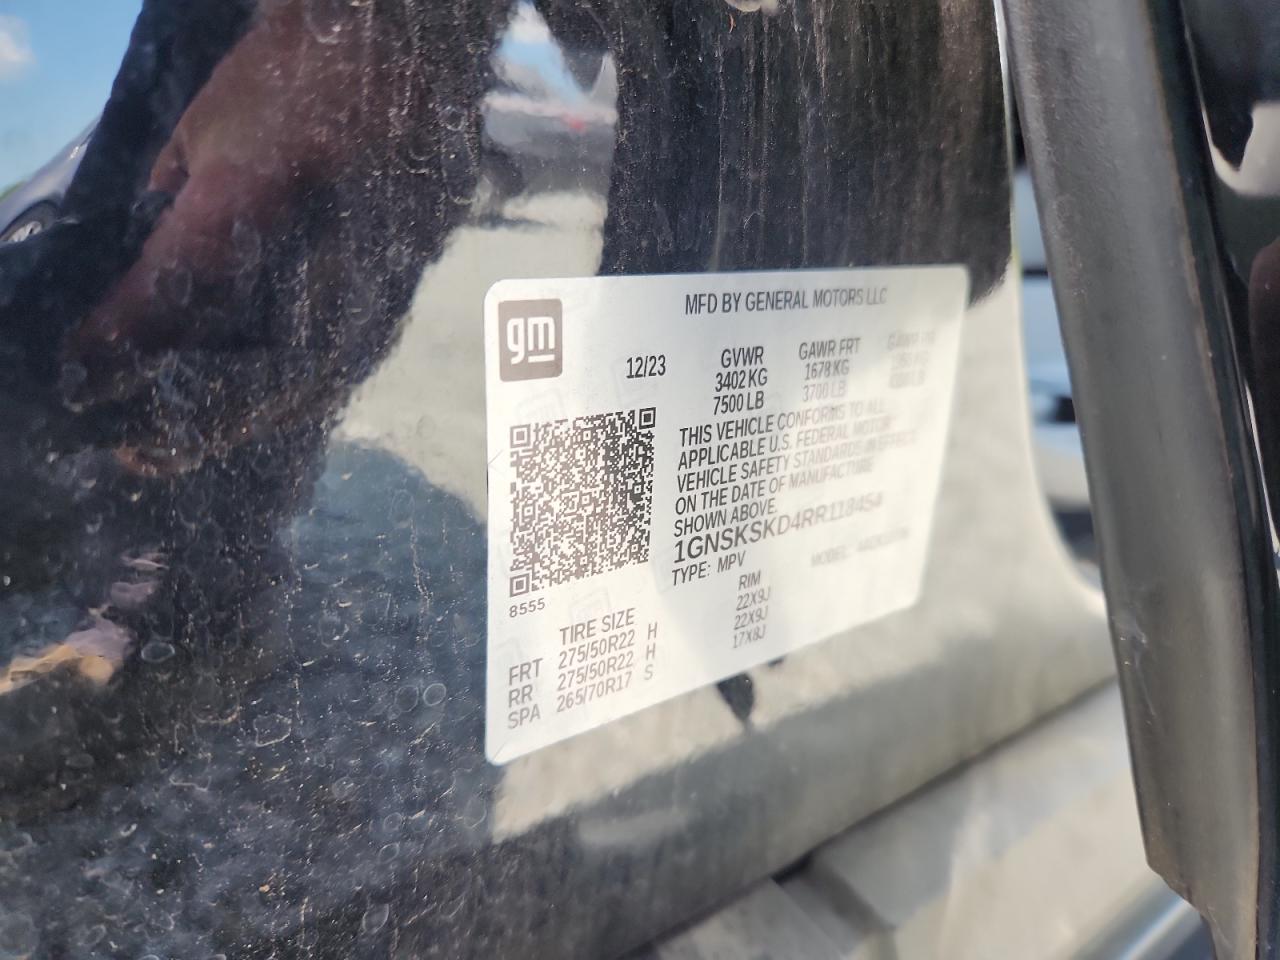 gm
MFD BY GENERAL MOTORS LLC
12/23
GVWR GAWR FRT GAWR RR
3402 KG 1678 KG
7500 LB 3700 LB
THIS VEHICLE CONFORMS TO ALL
APPLICABLE U.S. FEDERAL MOTOR
VEHICLE SAFETY STANDARDS IN EFFECT
ON THE DATE OF MANUFACTURE
SHOWN ABOVE.
1GNSKSKD4RR118454
TYPE: MPV MODEL:
8555
TIRE SIZE RIM
FRT 275/50R22 H 22X9J
RR 275/50R22 H 22X9J
SPA 265/70R17 S 17X8J